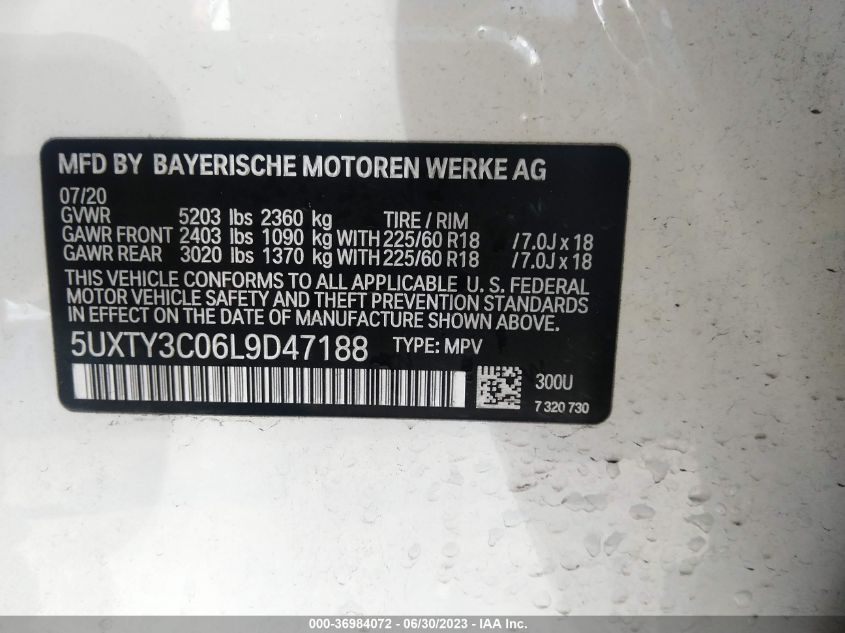 MFD BY BAYERISCHE MOTOREN WERKE AG
07/20
GVWR 5203 lbs 2360 kg TIRE / RIM
GAWR FRONT 2403 lbs 1090 kg WITH 225/60 R18 / 7.0J x 18
GAWR REAR 3020 lbs 1370 kg WITH 225/60 R18 / 7.0J x 18
THIS VEHICLE CONFORMS TO ALL APPLICABLE U. S. FEDERAL
MOTOR VEHICLE SAFETY AND THEFT PREVENTION STANDARDS
IN EFFECT ON THE DATE OF MANUFACTURE SHOWN ABOVE.
5UXTY3C06L9D47188 TYPE: MPV
300U
7 320 730
000-36984072 - 06/30/2023 - IAA Inc.